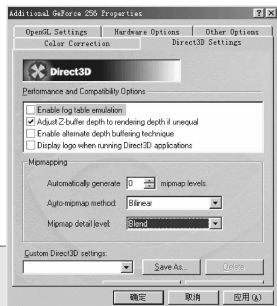 Additional GeForce 256 Properties
OpenGL Settings
Hardware Options
Other Options
Color Correction
Direct3D Settings
Direct3D
Performance and Compatibility Options
Enable fog table emulation
Adjust Z-buffer depth to rendering depth if unequal
Enable alternate depth buffering technique
Display logo when running Direct3D applications
Mipmapping
Automatically generate 0 mipmap levels.
Auto-mipmap method: Bilinear
Mipmap detail level: Blend
Custom Direct3D settings:
Save As...
Delete
确定
取消
应用(A)